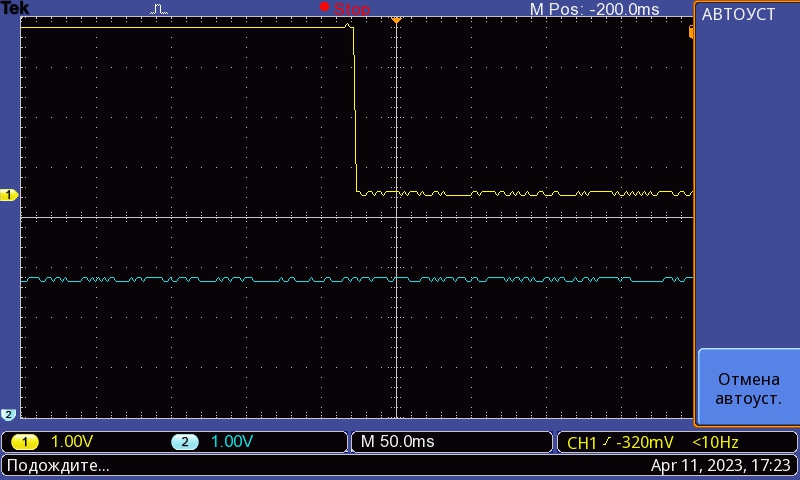 Tek Stop M Pos: -200.0ms
АВТОУСТ
1
Отмена
автоуст.
2
1 1.00V 2 1.00V M 50.0ms CH1 -320mV <10Hz
Подождите... Apr 11, 2023, 17:23